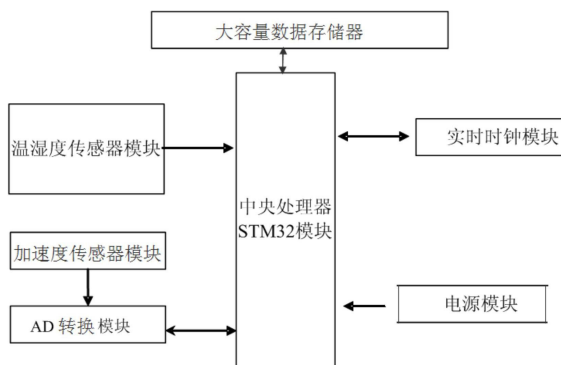 大容量数据存储器
温湿度传感器模块
实时时钟模块
中央处理器
STM32模块
加速度传感器模块
电源模块
AD 转换模块